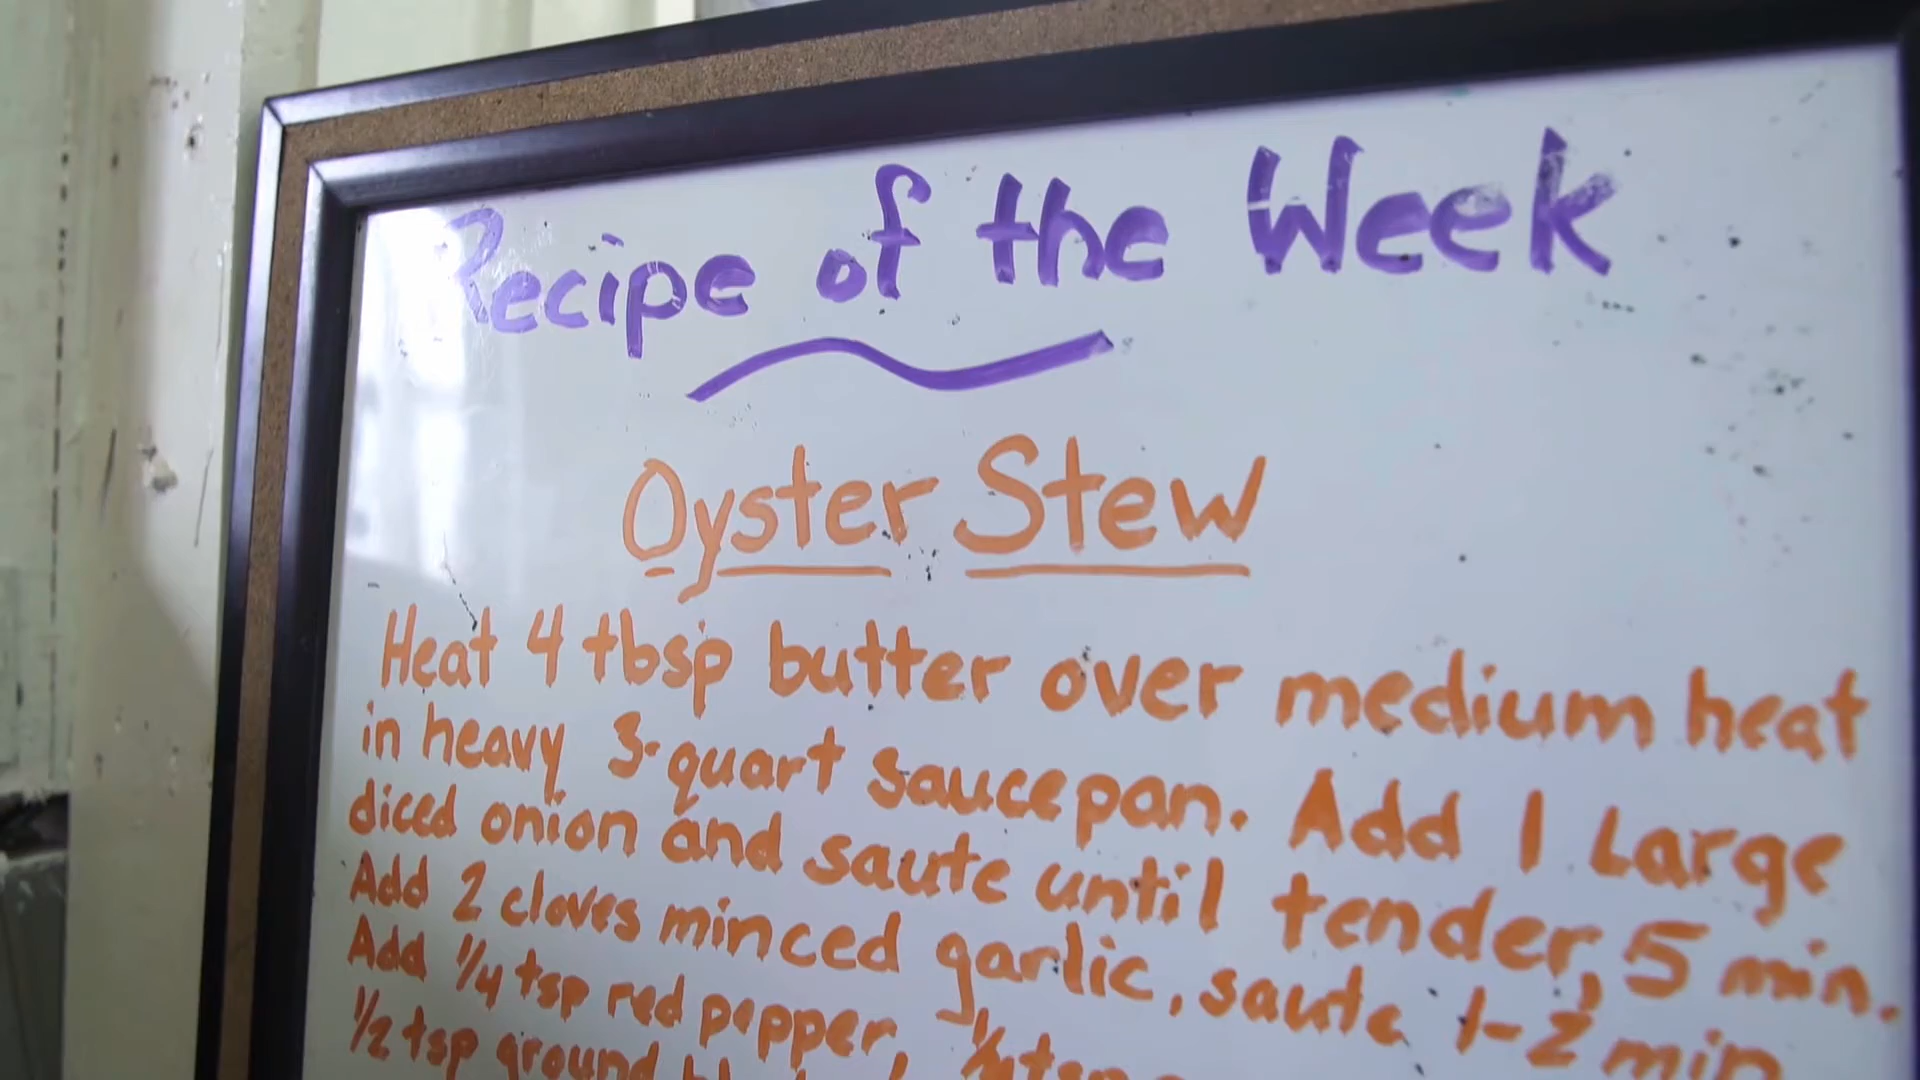 Recipe of the Week
Oyster Stew
Heat 4 tbsp butter over medium heat
in heavy 3-quart saucepan. Add 1 Large
diced onion and saute until tender, 5 min.
Add 2 cloves minced garlic, saute 1-2 min
Add 1/4 tsp red pepper,
1/2 tsp ground